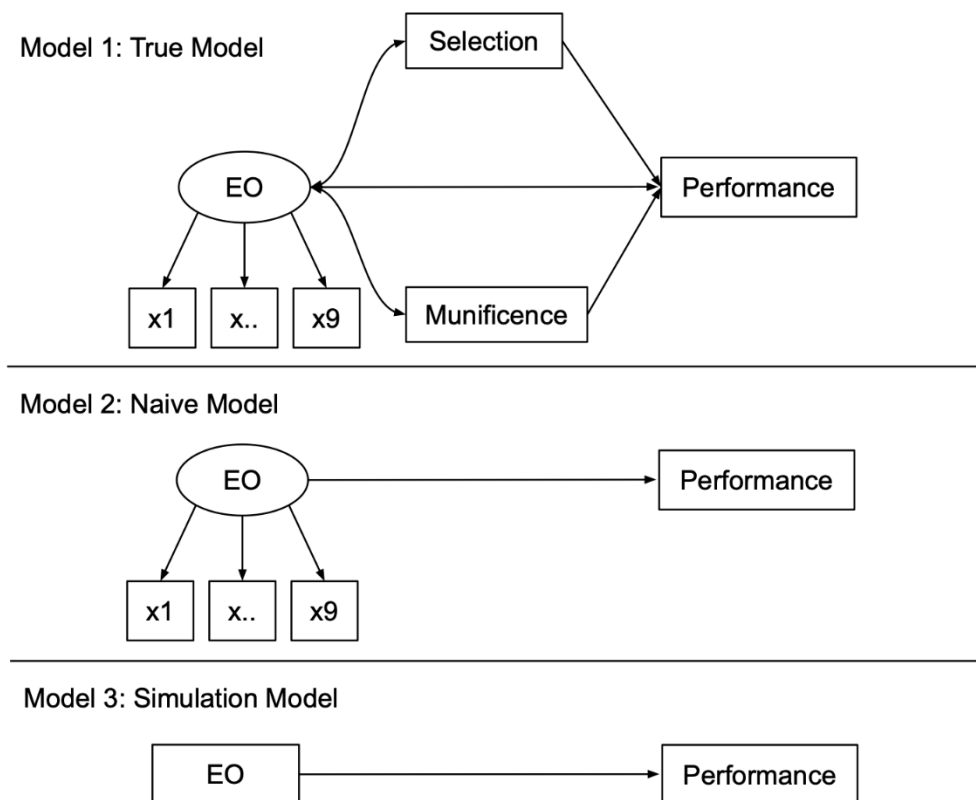 Model 1: True Model
Selection
EO
Performance
x1
x..
x9
Munificence
Model 2: Naive Model
EO
Performance
x1
x..
x9
Model 3: Simulation Model
EO
Performance